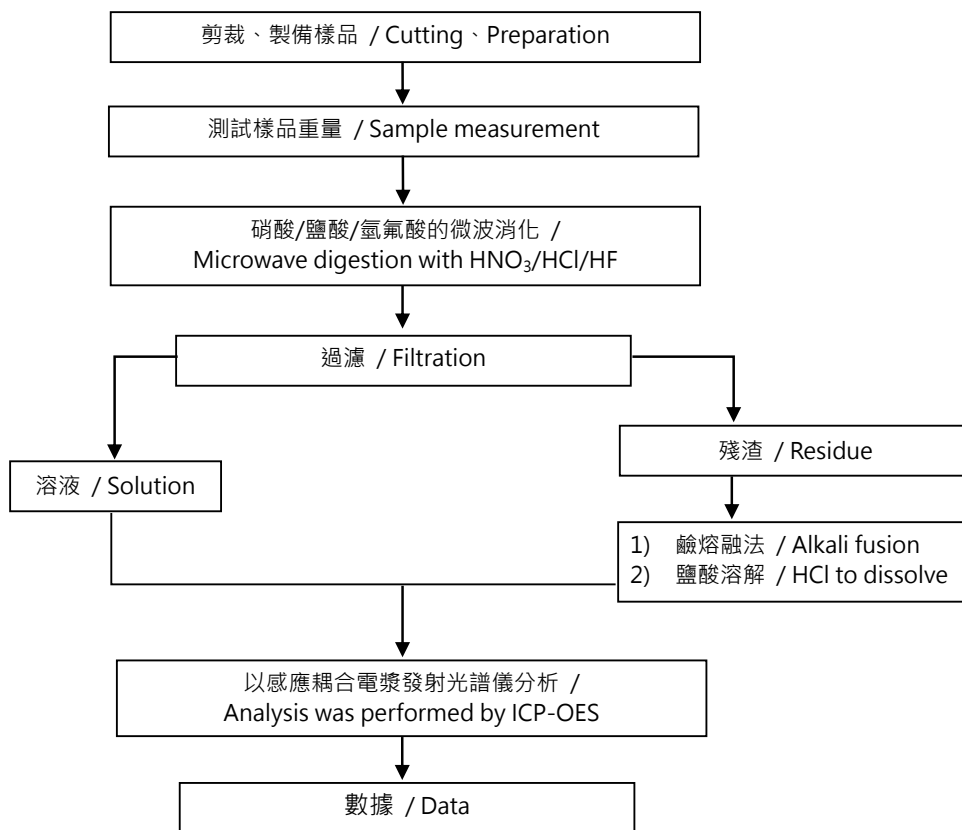 剪裁、製備樣品 / Cutting、Preparation
測試樣品重量 / Sample measurement
硝酸/鹽酸/氫氟酸的微波消化 /
Microwave digestion with HNO₃/HCl/HF
過濾 / Filtration
溶液 / Solution
殘渣 / Residue
1) 鹼熔融法 / Alkali fusion
2) 鹽酸溶解 / HCl to dissolve
以感應耦合電漿發射光譜儀分析 /
Analysis was performed by ICP-OES
數據 / Data